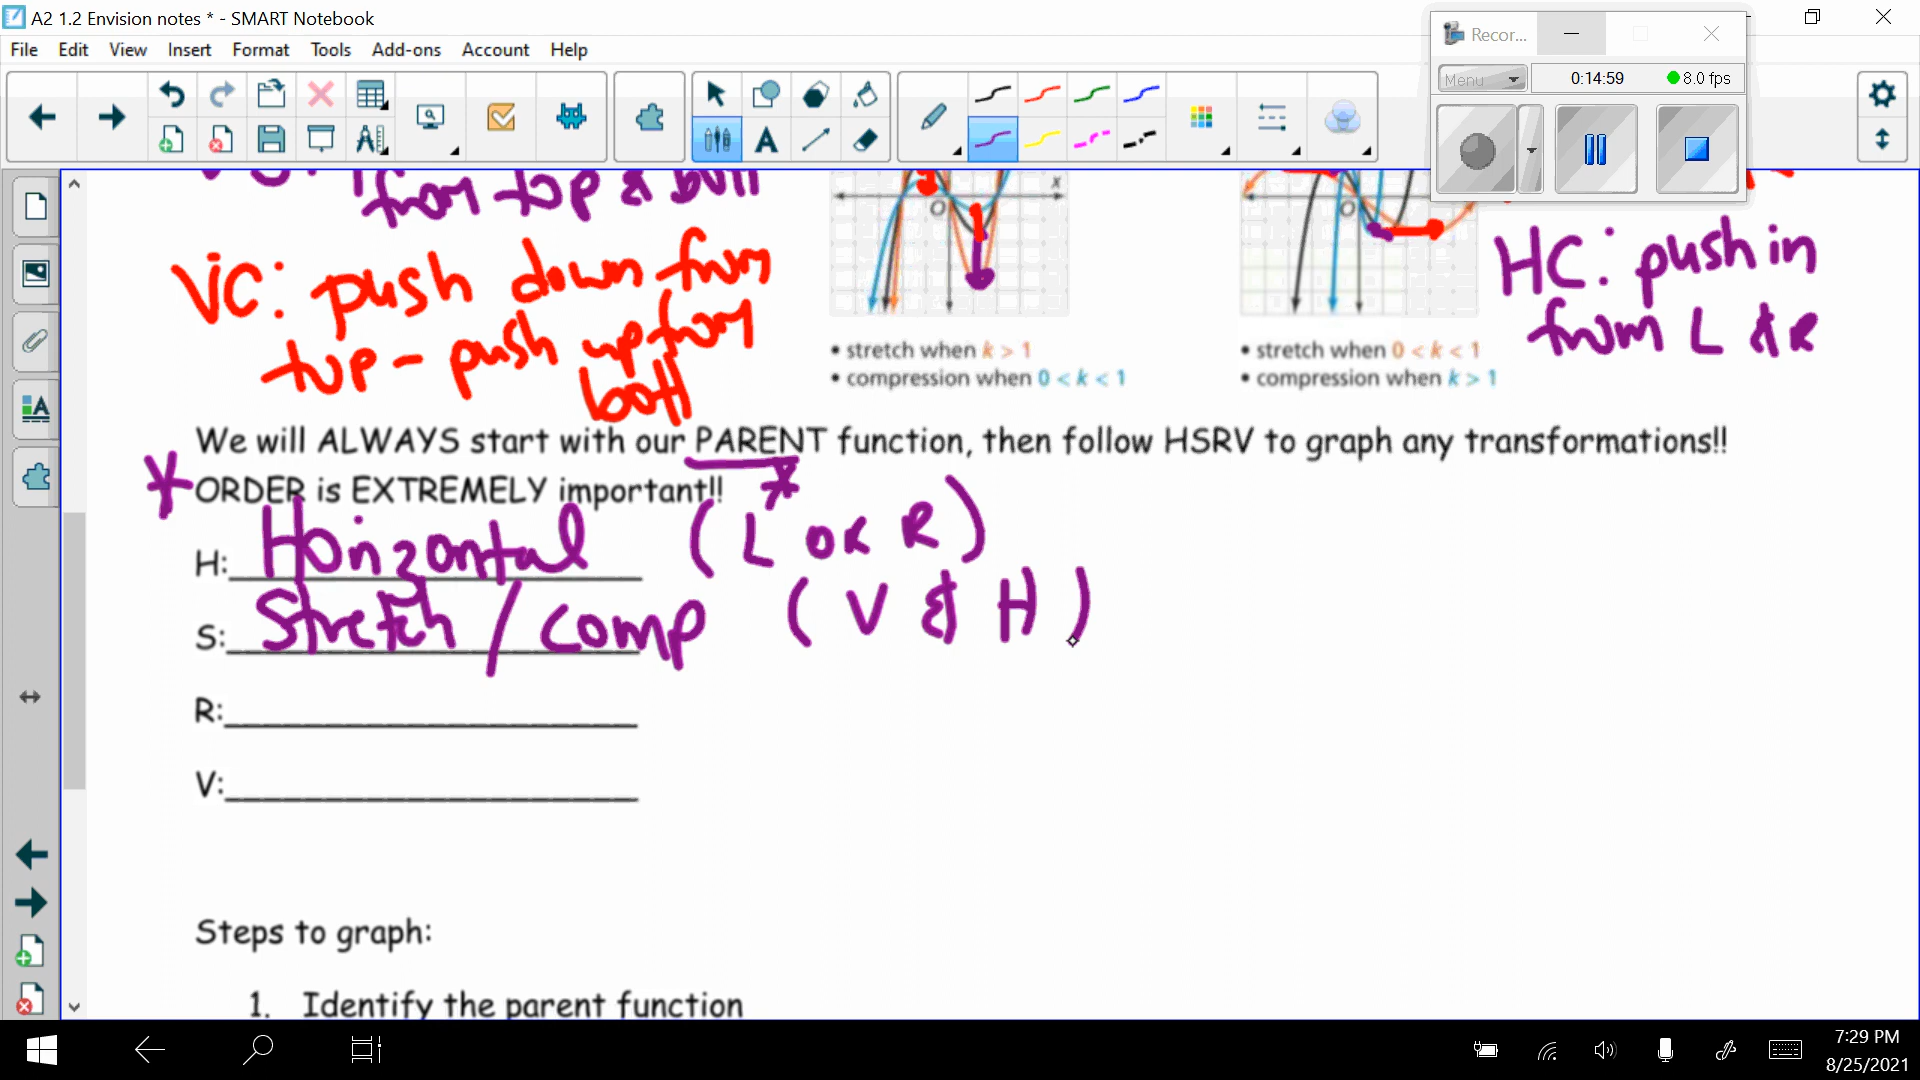 A2 1.2 Envision notes * - SMART Notebook
File Edit View Insert Format Tools Add-ons Account Help
Recor...
Menu 0:14:59 8.0 fps
from top & bott
VC: push down from
top - push up from
bott
x
O
• stretch when k > 1
• compression when 0 < k < 1
O
• stretch when 0 < k < 1
• compression when k > 1
HC: push in
from L & R
We will ALWAYS start with our PARENT function, then follow HSRV to graph any transformations!!
* ORDER is EXTREMELY important!! *
H: Horizontal (L or R)
S: Stretch / comp (V & H)
R:
V:
Steps to graph:
1. Identify the parent function
7:29 PM
8/25/2021